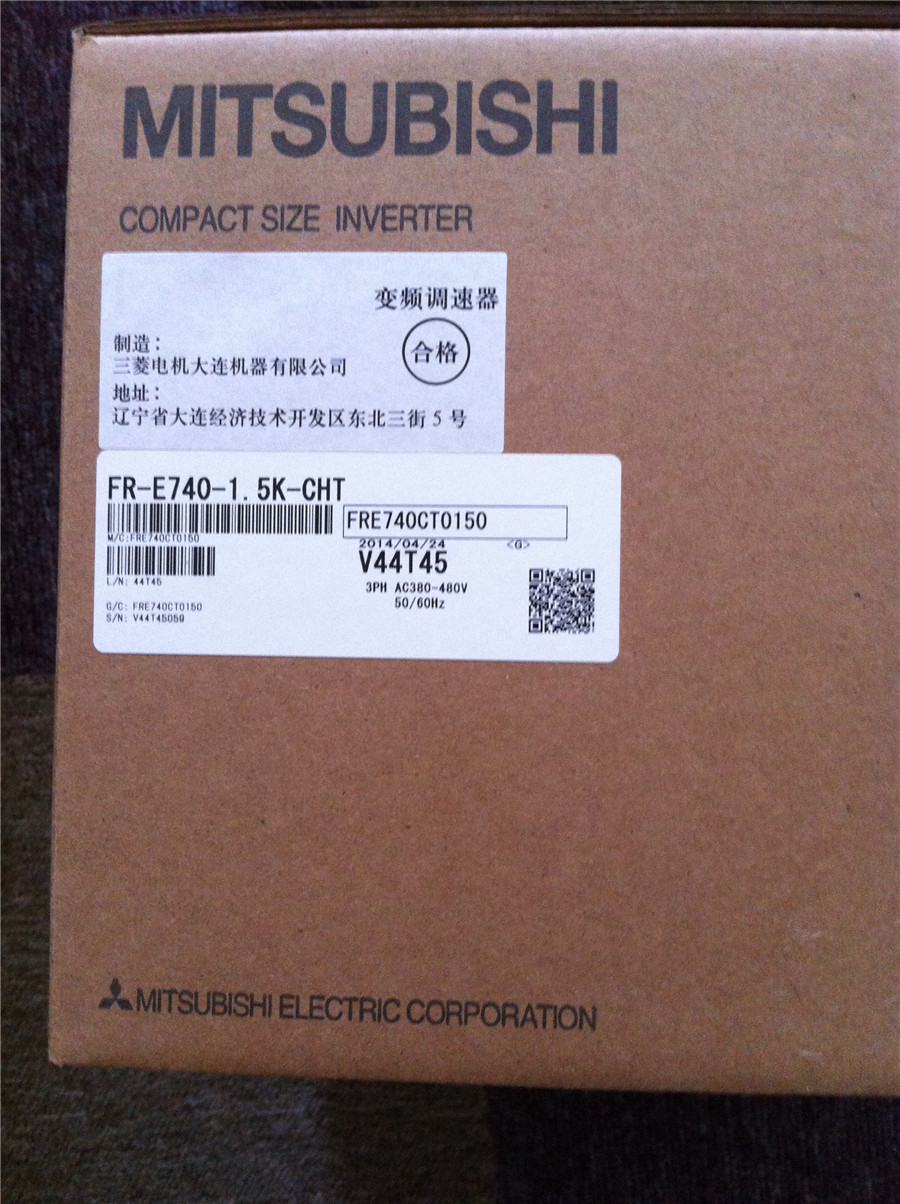 MITSUBISHI
COMPACT SIZE INVERTER
变频调速器
合格
制造：
三菱电机大连机器有限公司
地址：
辽宁省大连经济技术开发区东北三街 5 号
FR-E740-1.5K-CHT
FRE740CT0150
M/C:FRE740CT0150
2014/04/24 <G>
V44T45
L/N: 44T45
3PH AC380-480V
50/60Hz
G/C: FRE740CT0150
S/N: V44T45059
MITSUBISHI ELECTRIC CORPORATION